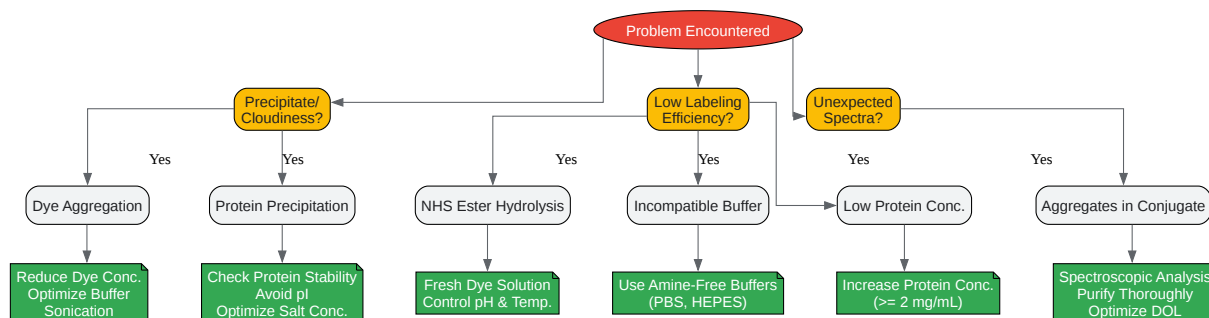 Problem Encountered
Precipitate/
Cloudiness?
Low Labeling
Efficiency?
Unexpected
Spectra?
Yes
Yes
Yes
Yes
Yes
Yes
Dye Aggregation
Protein Precipitation
NHS Ester Hydrolysis
Incompatible Buffer
Low Protein Conc.
Aggregates in Conjugate
Reduce Dye Conc.
Optimize Buffer
Sonication
Check Protein Stability
Avoid pI
Optimize Salt Conc.
Fresh Dye Solution
Control pH & Temp.
Use Amine-Free Buffers
(PBS, HEPES)
Increase Protein Conc.
(>= 2 mg/mL)
Spectroscopic Analysis
Purify Thoroughly
Optimize DOL